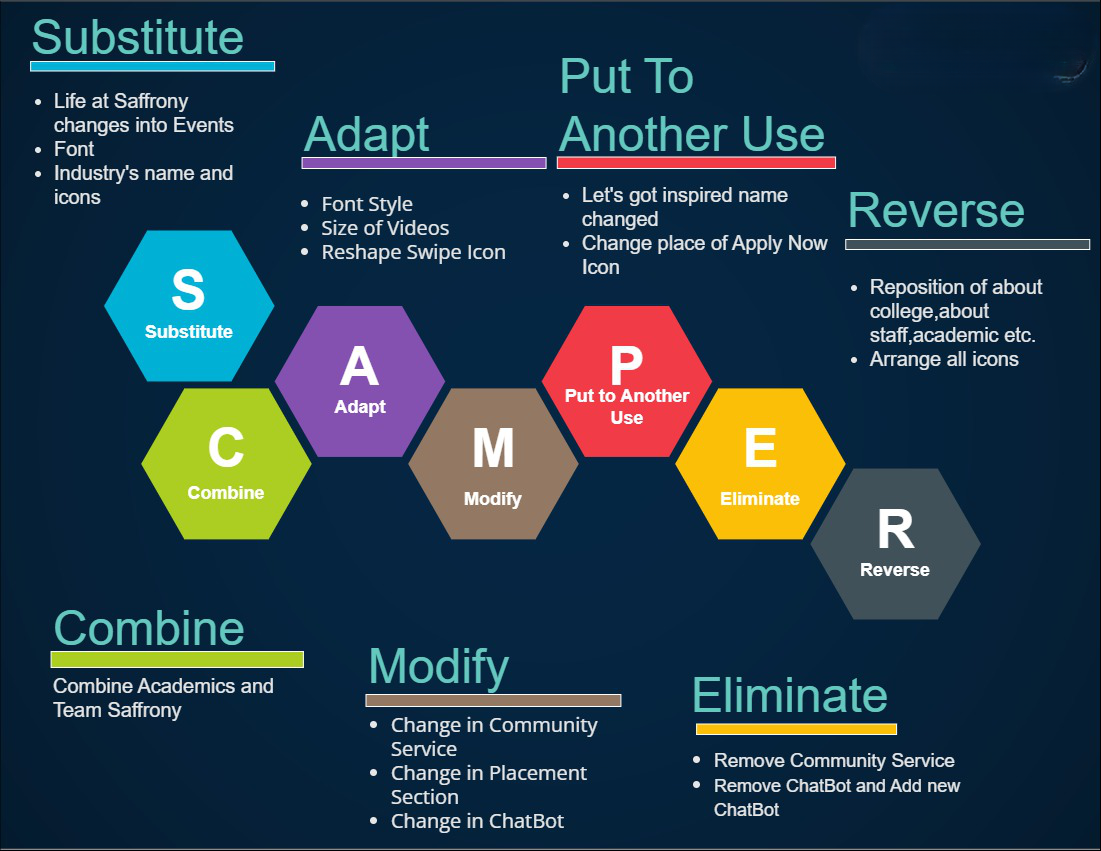 Substitute
• Life at Saffrony
changes into Events
• Font
• Industry's name and
icons
Adapt
• Font Style
• Size of Videos
• Reshape Swipe Icon
Put To
Another Use
• Let's got inspired name
changed
• Change place of Apply Now
Icon
Reverse
• Reposition of about
college,about
staff,academic etc.
• Arrange all icons
S
Substitute
C
Combine
A
Adapt
M
Modify
P
Put to Another
Use
E
Eliminate
R
Reverse
Combine
Combine Academics and
Team Saffrony
Modify
• Change in Community
Service
• Change in Placement
Section
• Change in ChatBot
Eliminate
• Remove Community Service
• Remove ChatBot and Add new
ChatBot